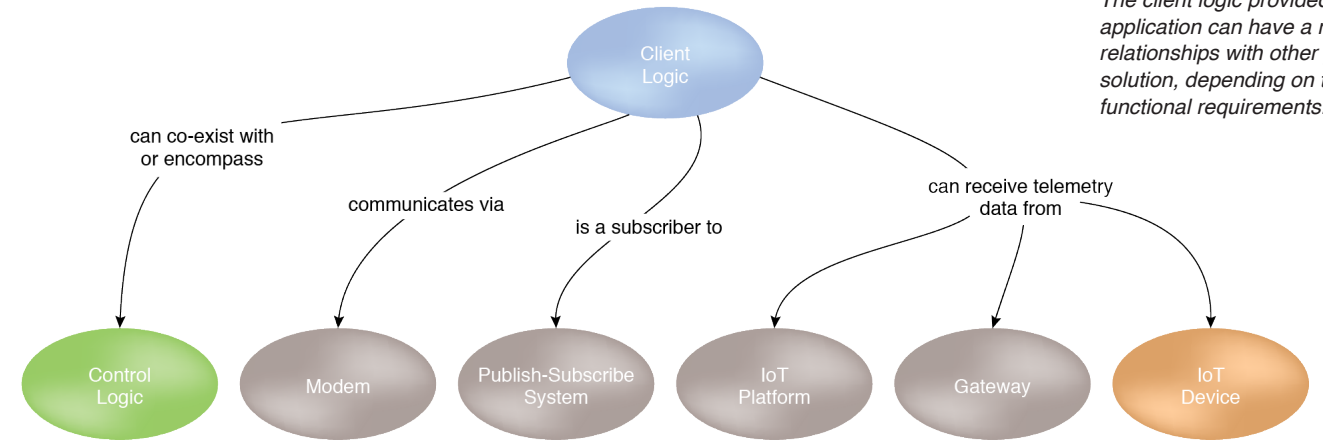 The client logic provided
application can have a
relationships with other
solution, depending on
functional requirements.
Client
Logic
can co-exist with
or encompass
communicates via
is a subscriber to
can receive telemetry
data from
Control
Logic
Modem
Publish-Subscribe
System
IoT
Platform
Gateway
IoT
Device